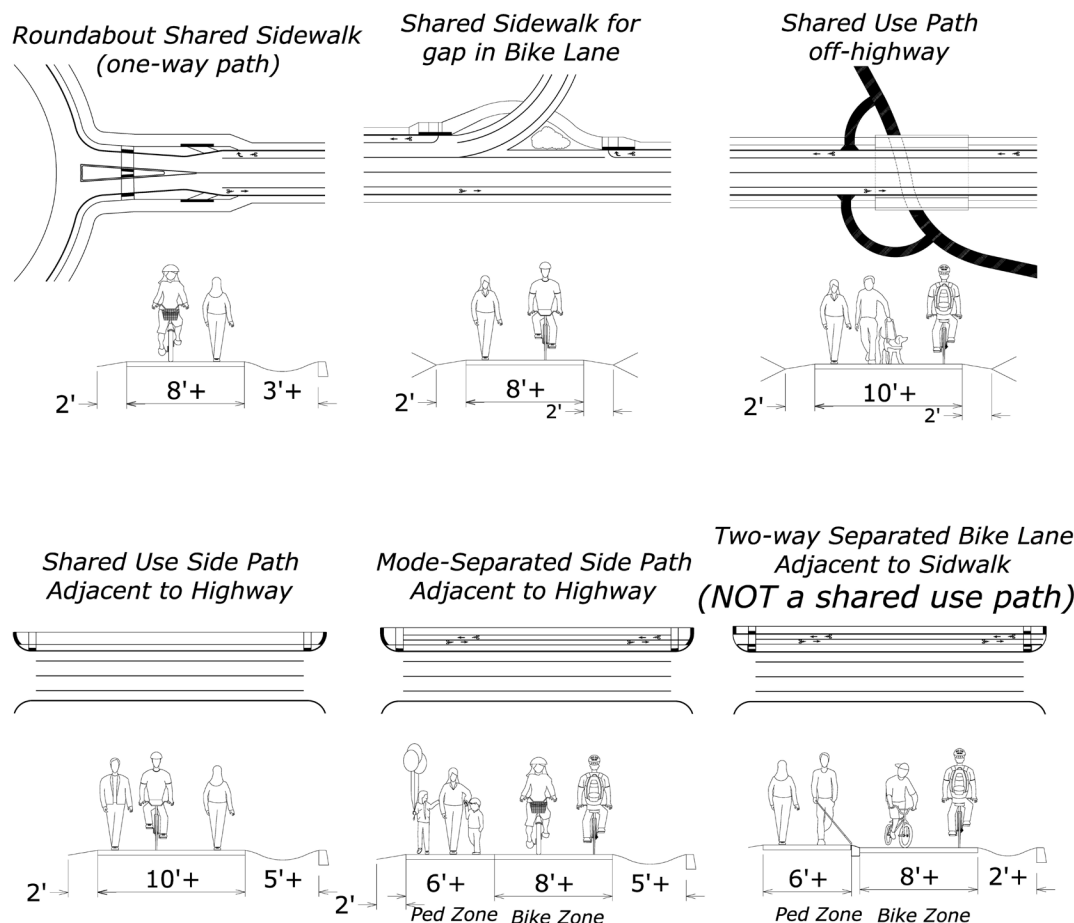 Roundabout Shared Sidewalk
(one-way path)
Shared Sidewalk for
gap in Bike Lane
Shared Use Path
off-highway
2'
8'+
3'+
2'
8'+
2'
2'
10'+
2'
Shared Use Side Path
Adjacent to Highway
Mode-Separated Side Path
Adjacent to Highway
Two-way Separated Bike Lane
Adjacent to Sidwalk
(NOT a shared use path)
2'
10'+
5'+
2'
6'+
8'+
5'+
Ped Zone
Bike Zone
6'+
8'+
2'+
Ped Zone
Bike Zone